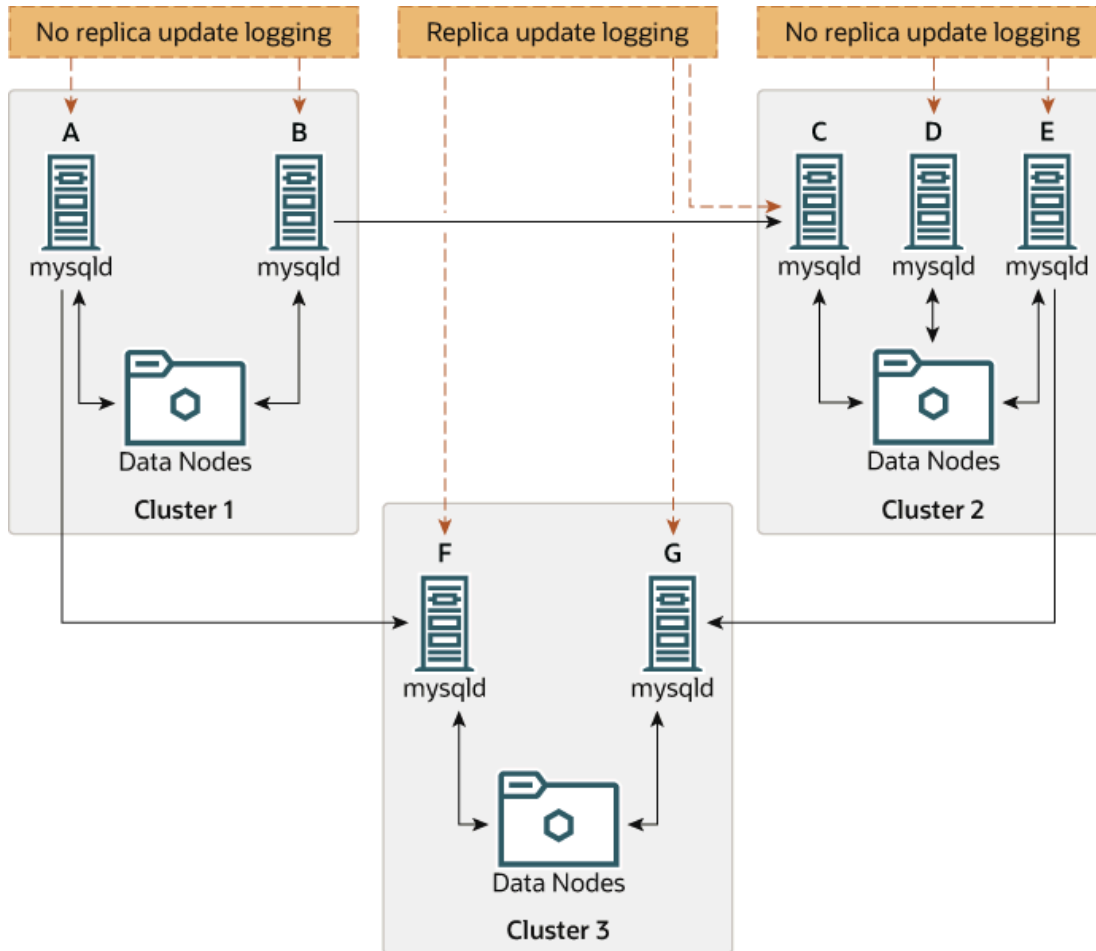 No replica update logging
Replica update logging
No replica update logging
A
B
C
D
E
mysqld
mysqld
mysqld
mysqld
mysqld
Data Nodes
Data Nodes
Cluster 1
Cluster 2
F
G
mysqld
mysqld
Data Nodes
Cluster 3